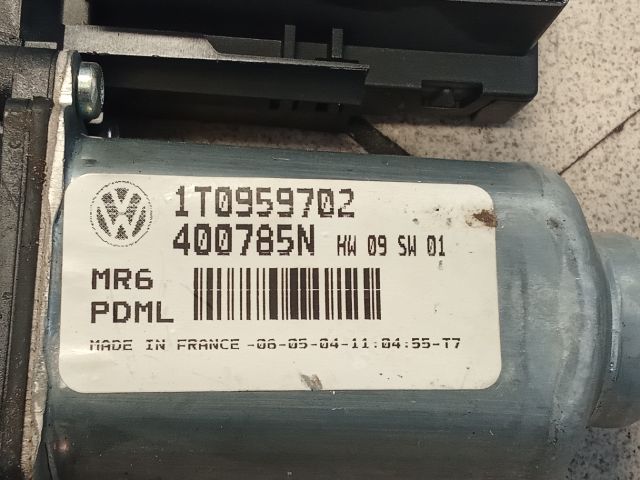 1T0959702
400785N HW 09 SW 01
MR6
PDML
MADE IN FRANCE -06-05-04-11:04:55-T7